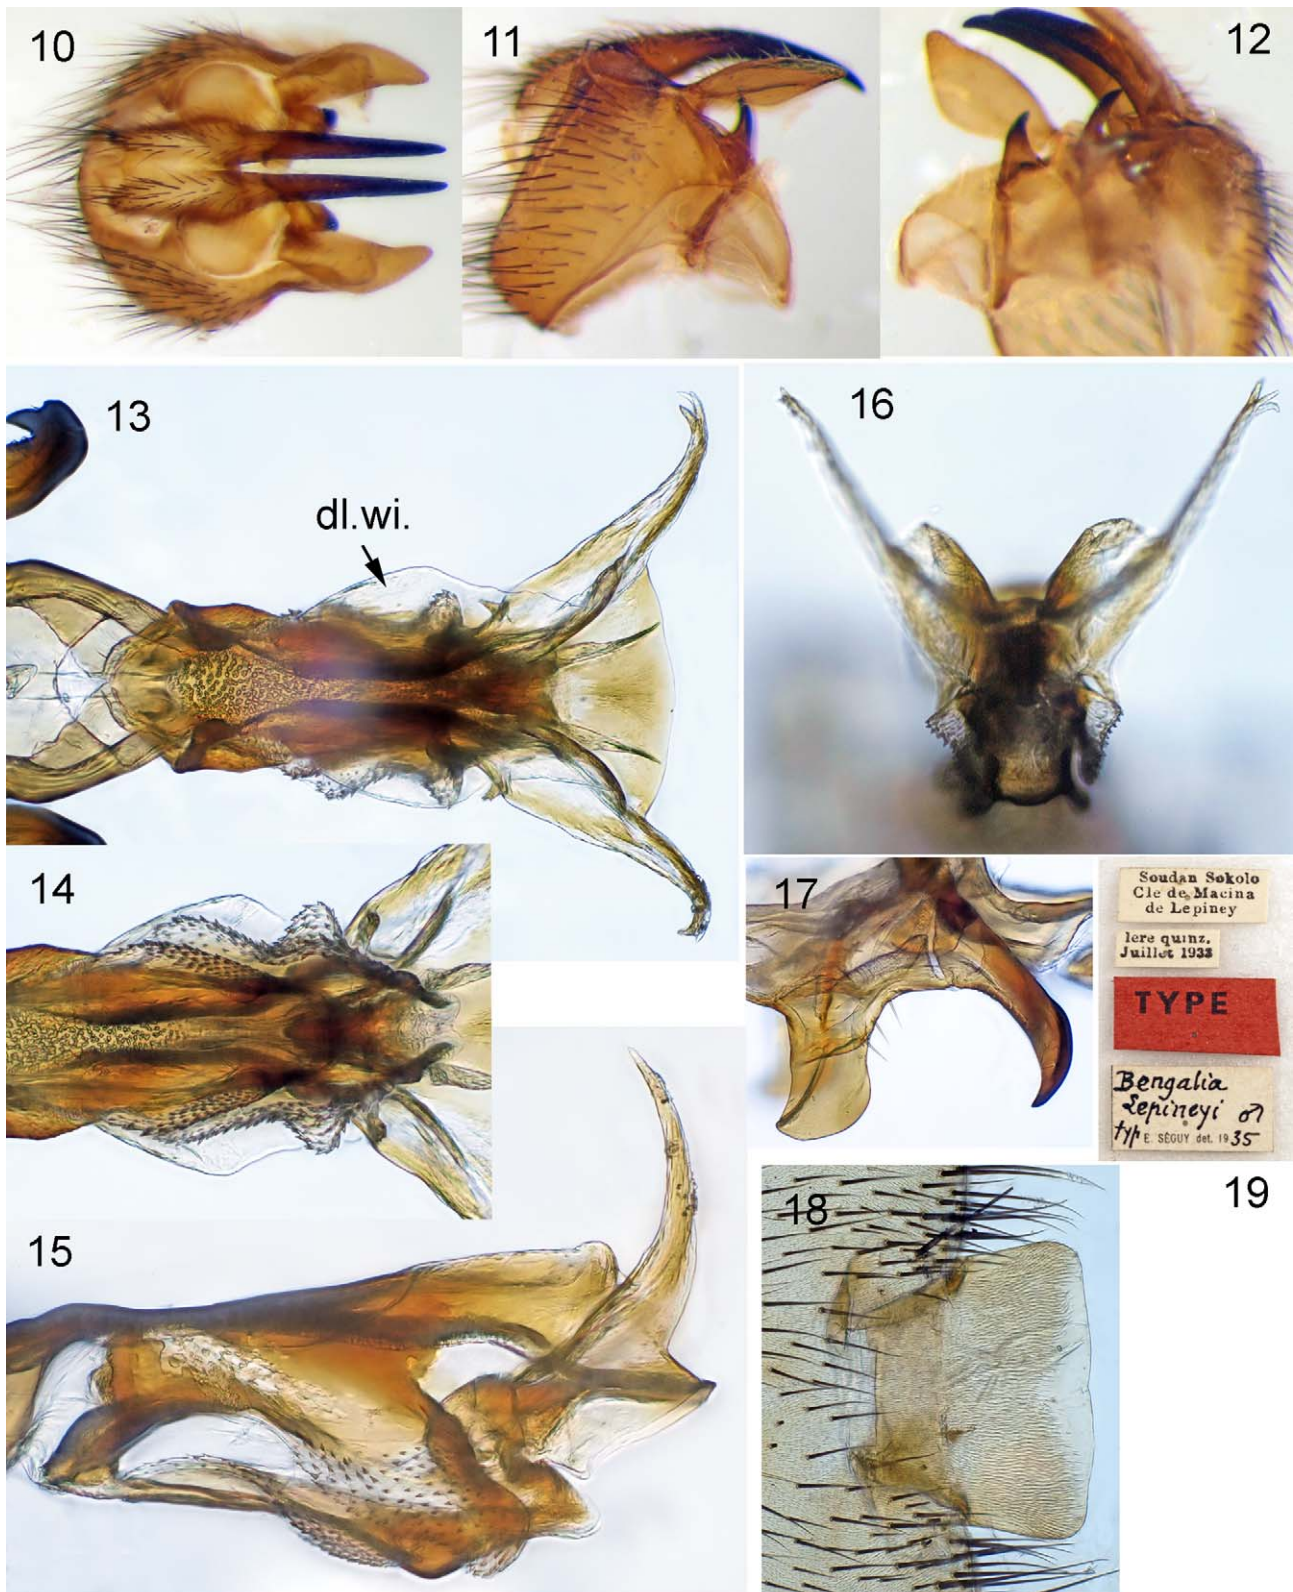 10
11
12
13
dl.wi.
16
14
17
Soudan Sokolo
Cle de Macina
de Lepiney
1ere quinz.
Juillet 1933
TYPE
Bengalia
Lepineyi ♂
typ E. SÉGUY det. 1935
15
18
19